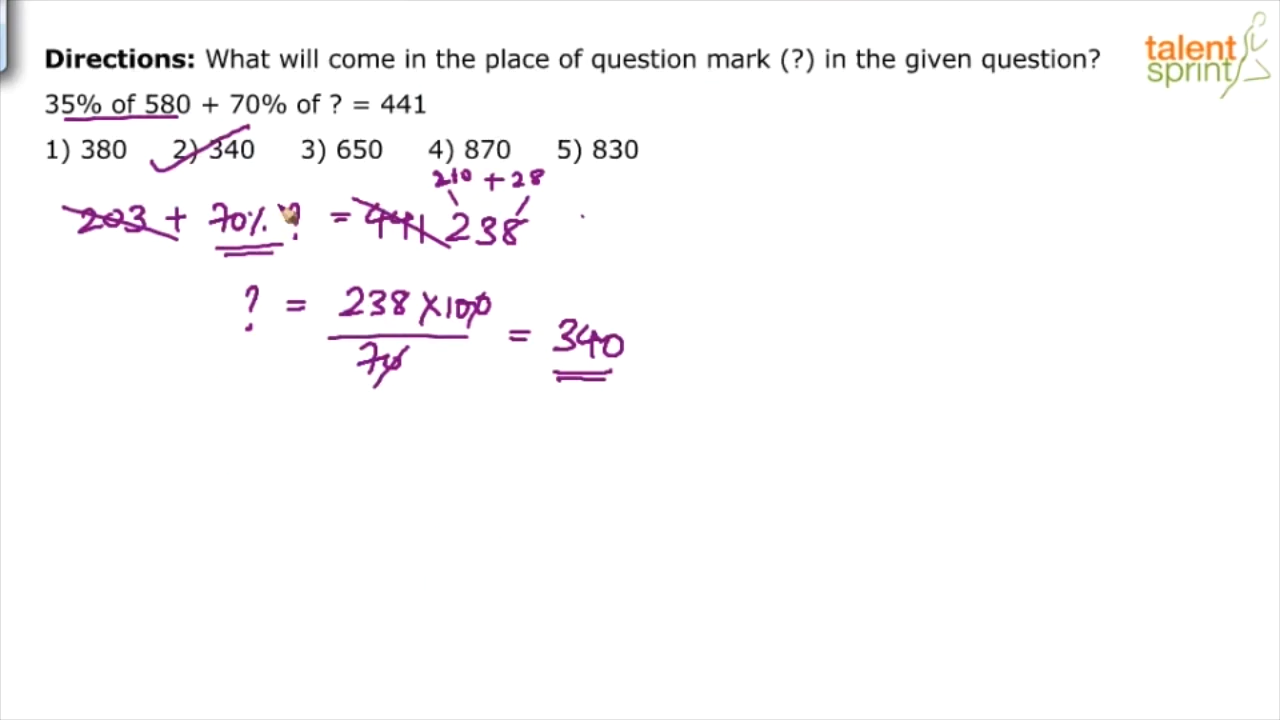 talent
sprint
Directions: What will come in the place of question mark (?) in the given question?
35% of 580 + 70% of ? = 441
1) 380 2) 340 3) 650 4) 870 5) 830
210 + 28
203 + 70% ? = 441 238
? = 238 × 100 = 340
70